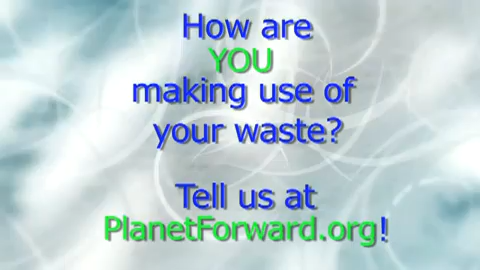 How are
YOU
making use of
your waste?
Tell us at
PlanetForward.org!